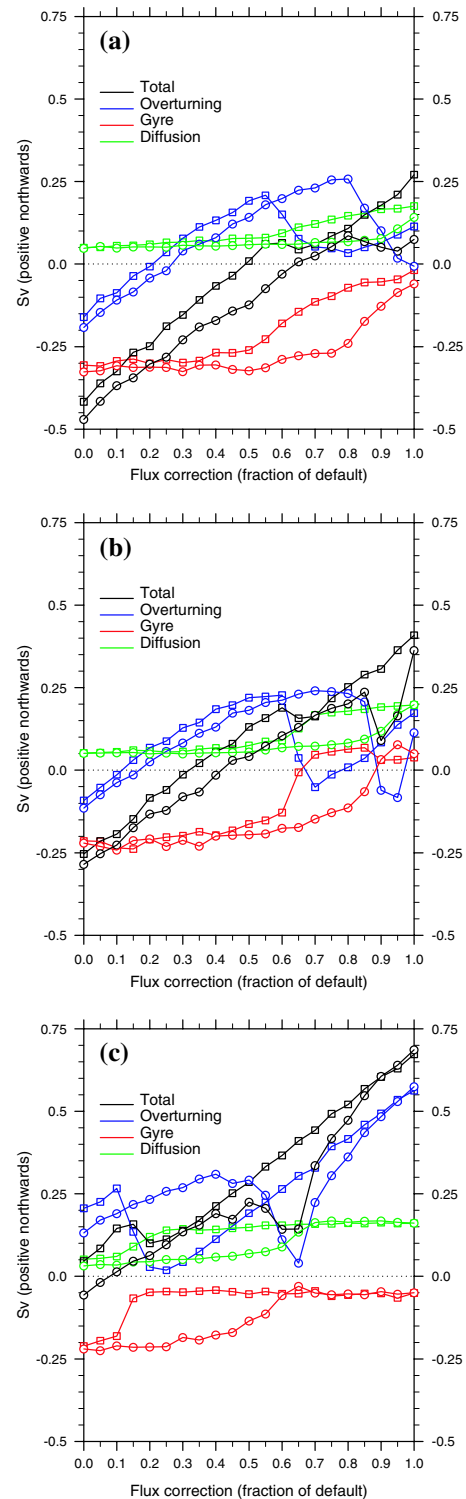 (a)
Total
Overturning
Gyre
Diffusion
Sv (positive northwards)
0.75 0.75
0.5 0.5
0.25 0.25
0.0 0.0
-0.25 -0.25
-0.5 -0.5
0.0 0.1 0.2 0.3 0.4 0.5 0.6 0.7 0.8 0.9 1.0
Flux correction (fraction of default)
(b)
Total
Overturning
Gyre
Diffusion
Sv (positive northwards)
0.75 0.75
0.5 0.5
0.25 0.25
0.0 0.0
-0.25 -0.25
-0.5 -0.5
0.0 0.1 0.2 0.3 0.4 0.5 0.6 0.7 0.8 0.9 1.0
Flux correction (fraction of default)
(c)
Total
Overturning
Gyre
Diffusion
Sv (positive northwards)
0.75 0.75
0.5 0.5
0.25 0.25
0.0 0.0
-0.25 -0.25
-0.5 -0.5
0.0 0.1 0.2 0.3 0.4 0.5 0.6 0.7 0.8 0.9 1.0
Flux correction (fraction of default)